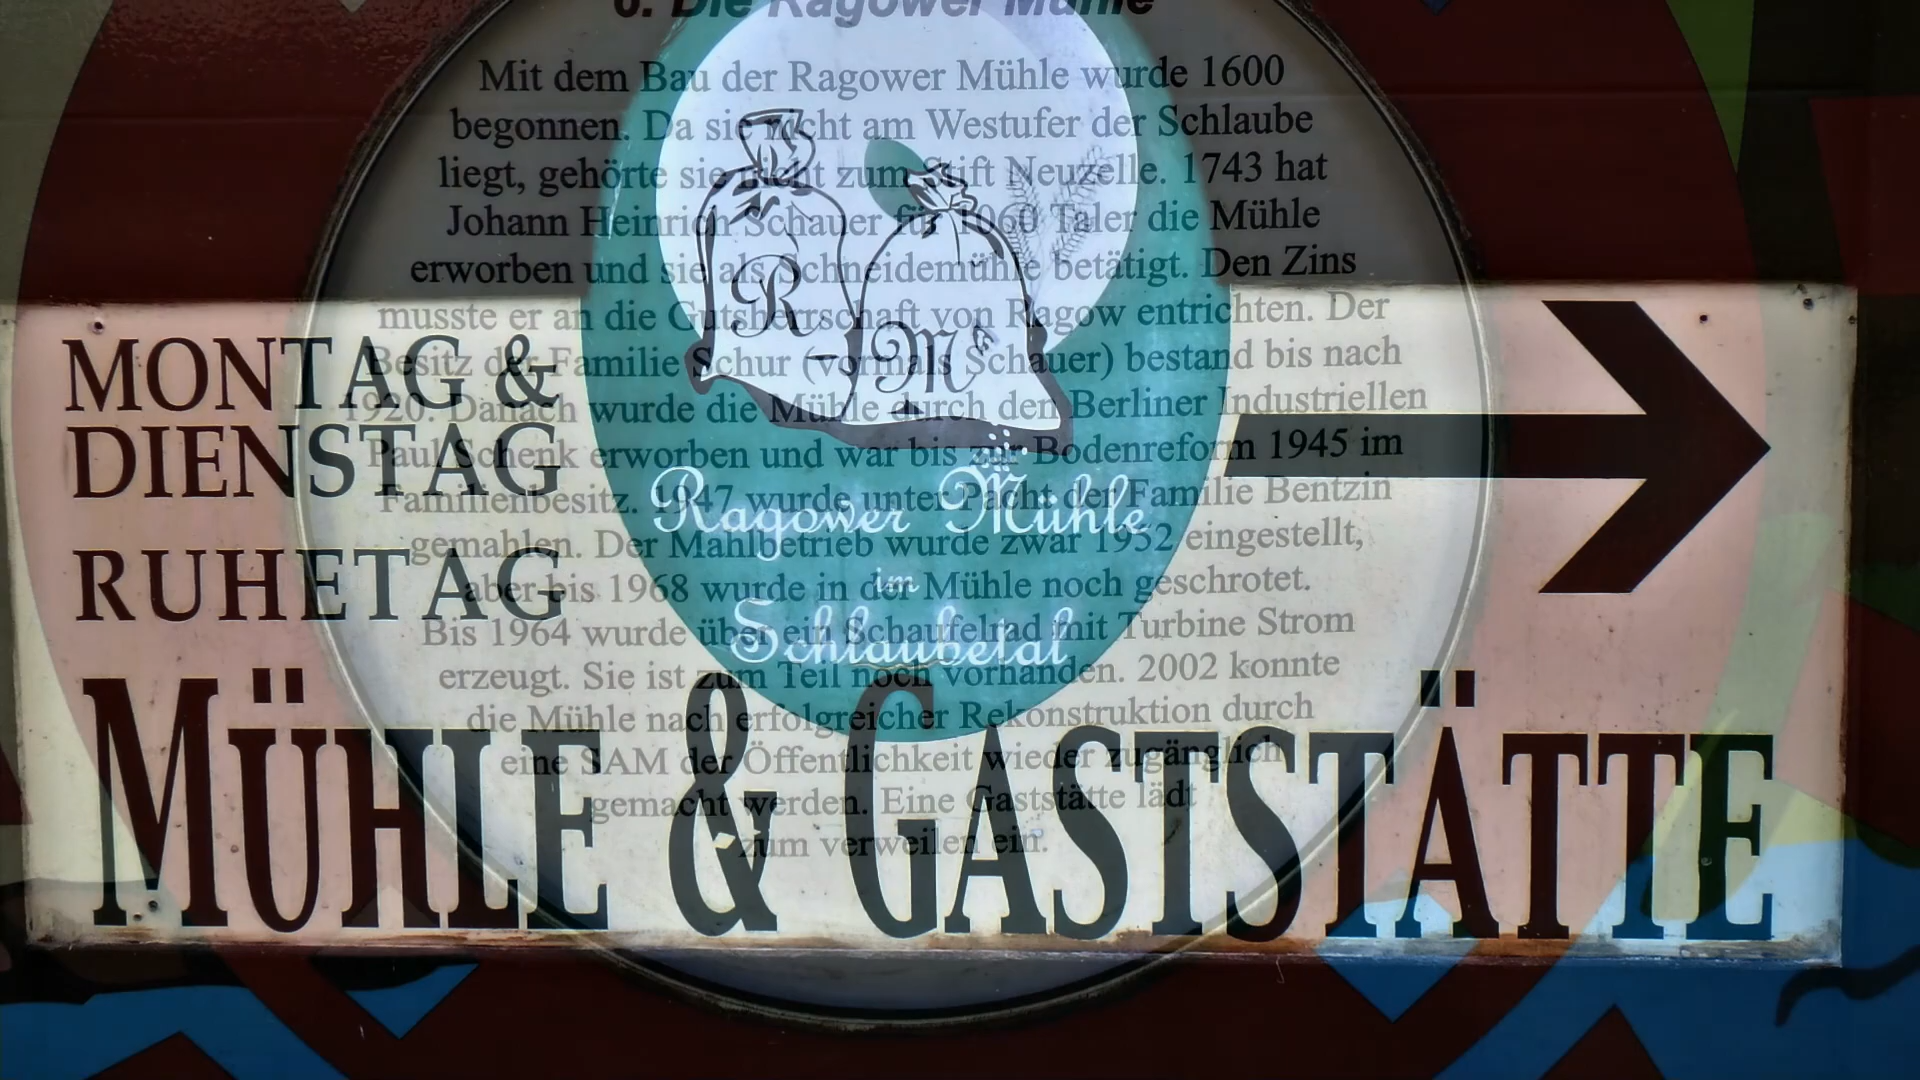 6. Die Ragower Mühle
Mit dem Bau der Ragower Mühle wurde 1600
begonnen. Da sie nicht am Westufer der Schlaube
liegt, gehörte sie nicht zum Stift Neuzelle. 1743 hat
Johann Heinrich Schauer für 1060 Taler die Mühle
erworben und sie als Schneidemühle betätigt. Den Zins
musste er an die Gutsherrschaft von Ragow entrichten. Der
Besitz der Familie Schur (vormals Schauer) bestand bis nach
1920. Danach wurde die Mühle durch den Berliner Industriellen
Paul Schenk erworben und war bis zur Bodenreform 1945 im
Familienbesitz. 1947 wurde unter Pacht der Familie Bentzin
gemahlen. Der Mahlbetrieb wurde zwar 1952 eingestellt,
aber bis 1968 wurde in der Mühle noch geschrotet.
Bis 1964 wurde über ein Schaufelrad mit Turbine Strom
erzeugt. Sie ist zum Teil noch vorhanden. 2002 konnte
die Mühle nach erfolgreicher Rekonstruktion durch
eine SAM der Öffentlichkeit wieder zugänglich
gemacht werden. Eine Gaststätte lädt
zum verweilen ein.
R - M
Ragower Mühle
im
Schlaubetal
MONTAG &
DIENSTAG
RUHETAG
MÜHLE & GASTSTÄTTE